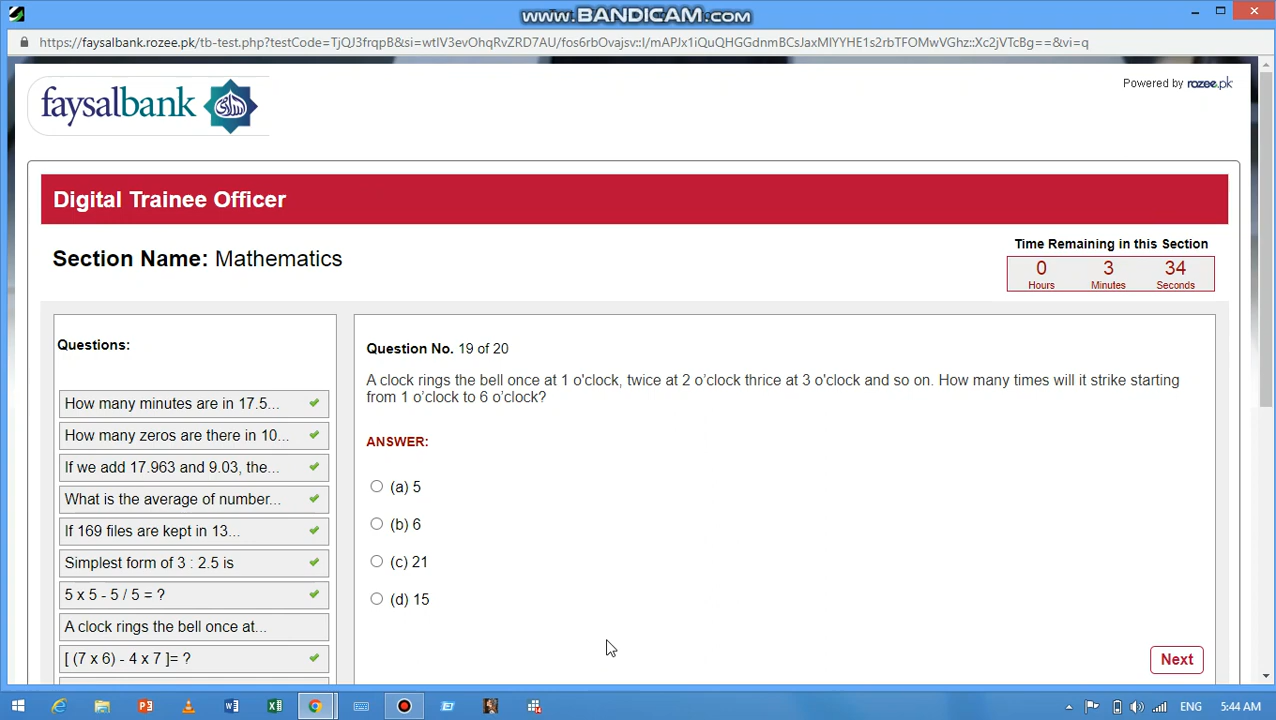 www.BANDICAM.com
https://faysalbank.rozee.pk/tb-test.php?testCode=TjQJ3frqpB&si=wtIV3evOhqRvZRD7AU/fos6rbOvajsv::I/mAPJx1iQuQHGGdnmBCsJaxMIYYHE1s2rbTFOMwVGhz::Xc2jVTcBg==&vi=q
faysalbank
Powered by rozee.pk
Digital Trainee Officer
Section Name: Mathematics
Time Remaining in this Section
0 3 34
Hours Minutes Seconds
Questions:
How many minutes are in 17.5...
How many zeros are there in 10...
If we add 17.963 and 9.03, the...
What is the average of number...
If 169 files are kept in 13...
Simplest form of 3 : 2.5 is
5 x 5 - 5 / 5 = ?
A clock rings the bell once at...
[ (7 x 6) - 4 x 7 ]= ?
Question No. 19 of 20
A clock rings the bell once at 1 o'clock, twice at 2 o’clock thrice at 3 o'clock and so on. How many times will it strike starting
from 1 o’clock to 6 o’clock?
ANSWER:
(a) 5
(b) 6
(c) 21
(d) 15
Next
ENG 5:44 AM